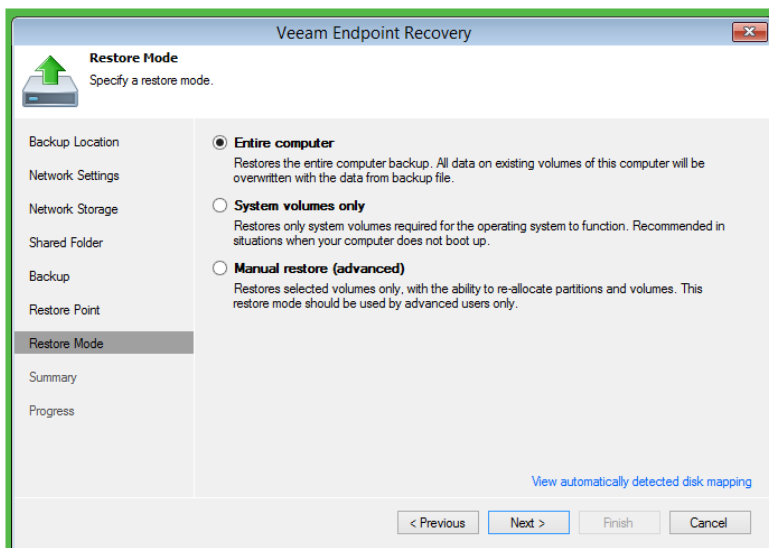 Veeam Endpoint Recovery
Restore Mode
Specify a restore mode.
Backup Location
Network Settings
Network Storage
Shared Folder
Backup
Restore Point
Restore Mode
Summary
Progress
Entire computer
Restores the entire computer backup. All data on existing volumes of this computer will be
overwritten with the data from backup file.
System volumes only
Restores only system volumes required for the operating system to function. Recommended in
situations when your computer does not boot up.
Manual restore (advanced)
Restores selected volumes only, with the ability to re-allocate partitions and volumes. This
restore mode should be used by advanced users only.
View automatically detected disk mapping
< Previous
Next >
Finish
Cancel